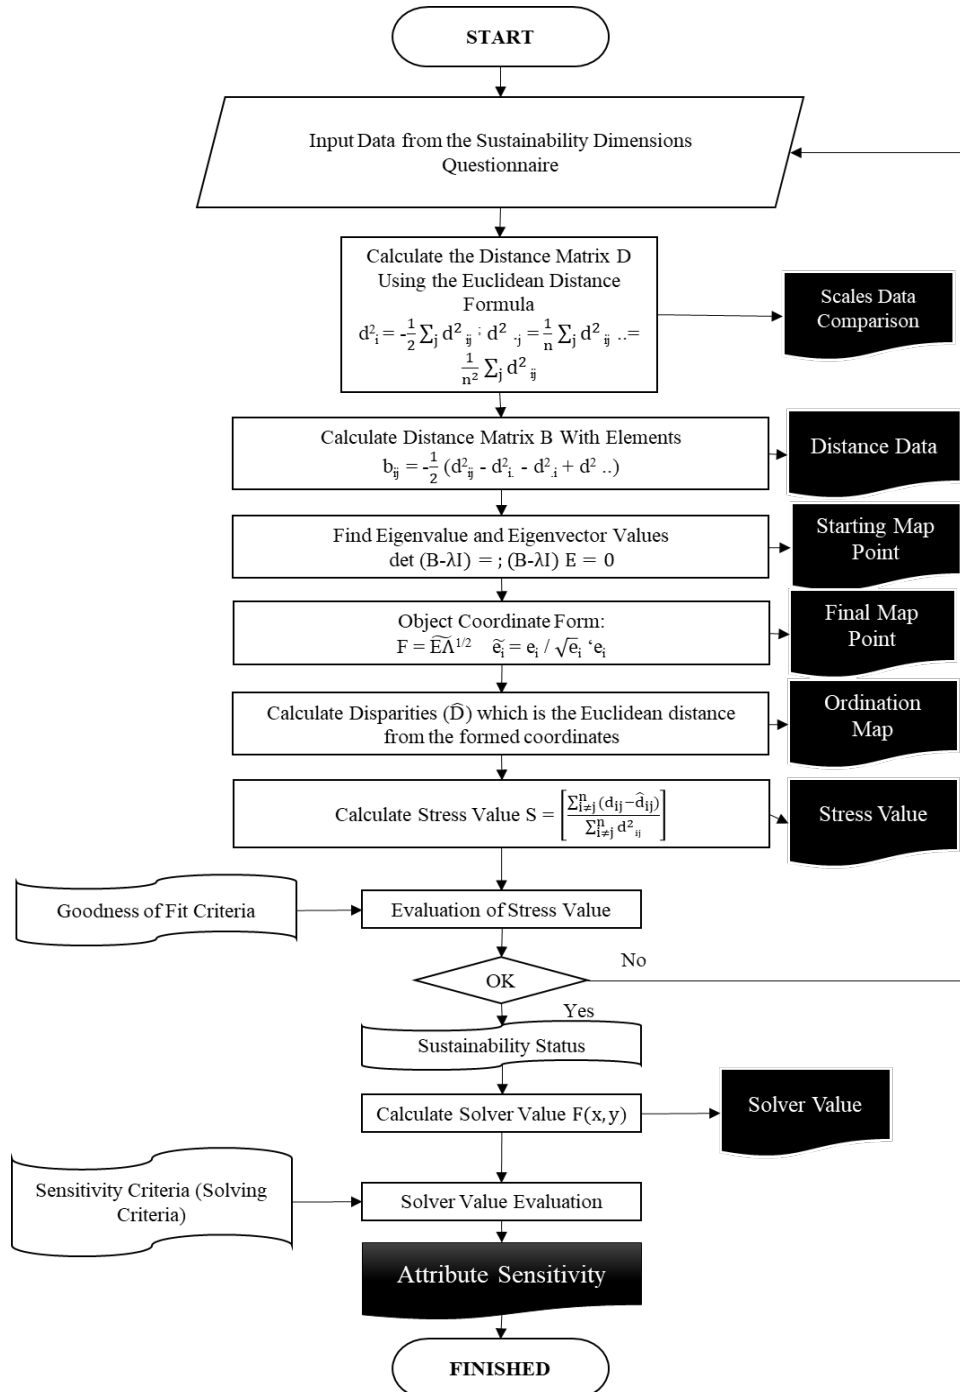 START
Input Data from the Sustainability Dimensions
Questionnaire
Calculate the Distance Matrix D
Using the Euclidean Distance
Formula
d²ᵢ = -1/2 ∑ⱼ d² ᵢⱼ ; d² .ⱼ = 1/n ∑ⱼ d² ᵢⱼ ..=
1/n² ∑ⱼ d² ᵢⱼ
Scales Data
Comparison
Calculate Distance Matrix B With Elements
bᵢⱼ = -1/2 (d²ᵢⱼ - d²ᵢ. - d².ᵢ + d² ..)
Distance Data
Find Eigenvalue and Eigenvector Values
det (B-λI) = ; (B-λI) E = 0
Starting Map
Point
Object Coordinate Form:
F = ẼΛ̃^1/2 ẽᵢ = eᵢ / √eᵢ ‘eᵢ
Final Map
Point
Calculate Disparities (D̂) which is the Euclidean distance
from the formed coordinates
Ordination
Map
Calculate Stress Value S = [∑ⁿᵢ≠ⱼ (dᵢⱼ–d̂ᵢⱼ) / ∑ⁿᵢ≠ⱼ d²ᵢⱼ]
Stress Value
Goodness of Fit Criteria
Evaluation of Stress Value
OK
No
Yes
Sustainability Status
Calculate Solver Value F(x,y)
Solver Value
Sensitivity Criteria (Solving
Criteria)
Solver Value Evaluation
Attribute Sensitivity
FINISHED